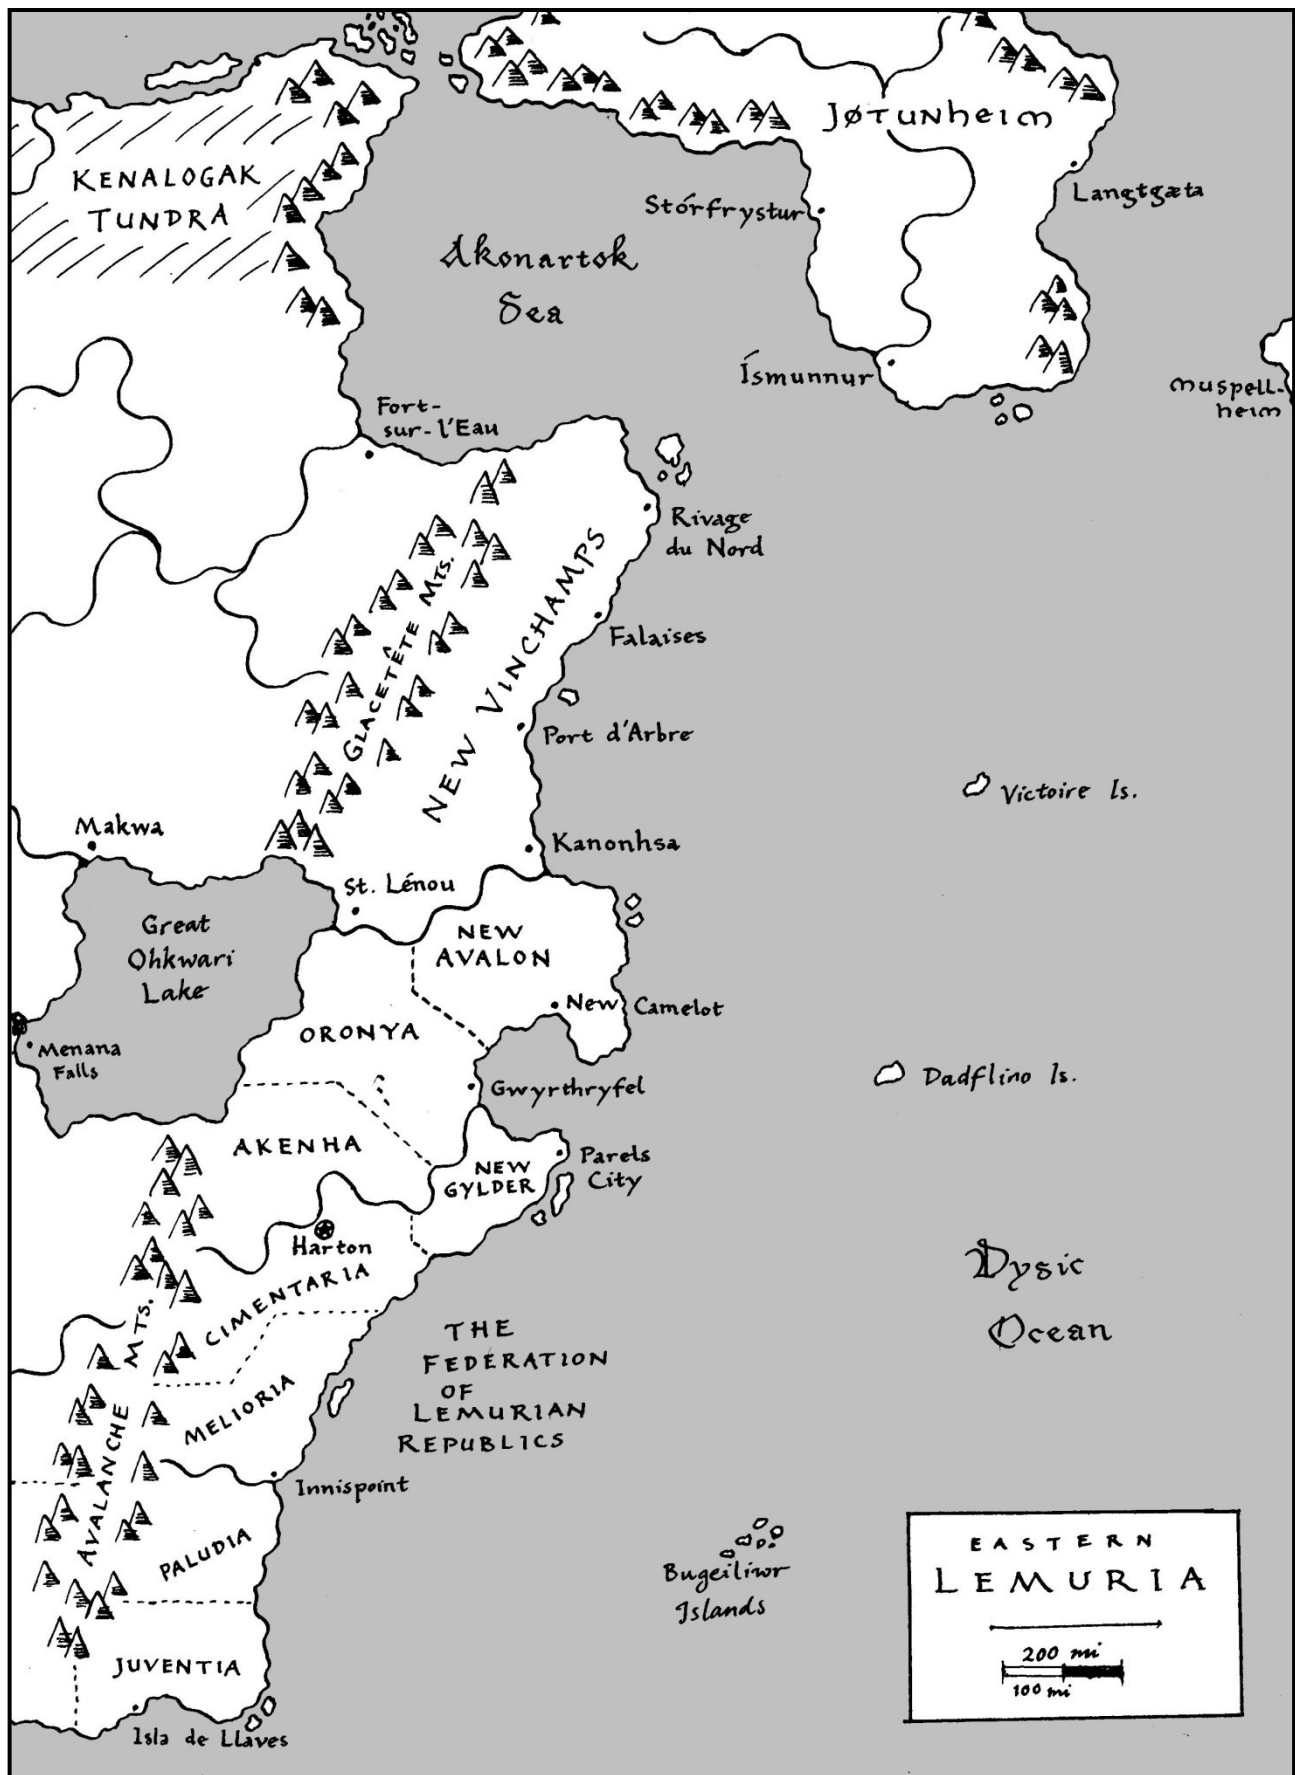 JØTUNheim
KENALOGAK
TUNDRA
Langtgæta
Stórfrystur
Akonartok
Sea
Ísmunnur
muspell-
heim
Fort-
sur-l'Eau
Rivage
du Nord
GLACETÊTE MTS.
NEW VINCHAMPS
Falaises
Port d'Arbre
Victoire Is.
Makwa
Kanonhsa
St. Lénou
Great
Ohkwari
Lake
NEW
AVALON
New Camelot
ORONYA
Menana
Falls
Dadflino Is.
Gwyrthryfel
AKENHA
Parels
City
NEW
GYLDER
Harton
Dysic
Ocean
CIMENTARIA
THE
FEDERATION
OF
LEMURIAN
REPUBLICS
AVALANCHE MTS.
MELIORIA
Innispoint
PALUDIA
Bugeiliwr
Islands
EASTERN
LEMURIA
200 mi
100 mi
JUVENTIA
Isla de Llaves